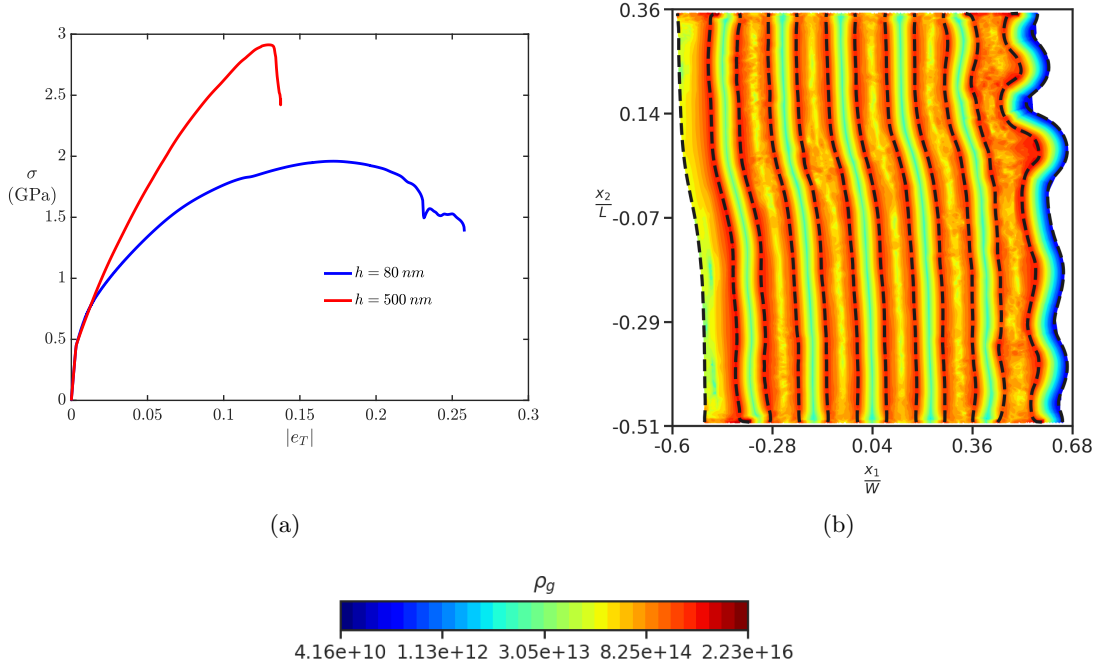 3
2.5
2
σ
(GPa)
1.5
1
0.5
0
0
0.05
0.1
0.15
0.2
0.25
0.3
|e_T|
h = 80 nm
h = 500 nm
(a)
0.36
0.14
x_2
L
-0.07
-0.29
-0.51
-0.6
-0.28
0.04
0.36
0.68
x_1
W
(b)
ρ_g
4.16e+10 1.13e+12 3.05e+13 8.25e+14 2.23e+16